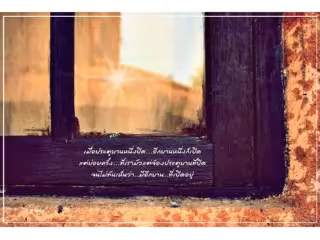 เมื่อประตูบานหนึ่งปิด...อีกบานหนึ่งก็เปิด
แต่บ่อยครั้ง...ที่เรามัวแต่จ้องประตูบานที่ปิด
จนไม่ทันเห็นว่า...มีอีกบาน...ที่เปิดอยู่